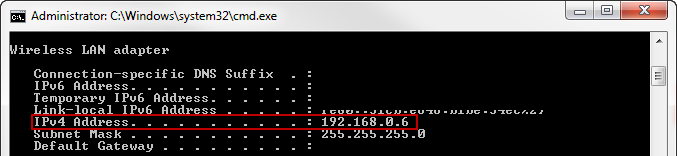 Administrator: C:\Windows\system32\cmd.exe
Wireless LAN adapter
Connection-specific DNS Suffix  . :
IPv6 Address. . . . . . . . . . . :
Temporary IPv6 Address. . . . . . :
Link-local IPv6 Address . . . . . :
IPv4 Address. . . . . . . . . . . : 192.168.0.6
Subnet Mask . . . . . . . . . . . : 255.255.255.0
Default Gateway . . . . . . . . . :